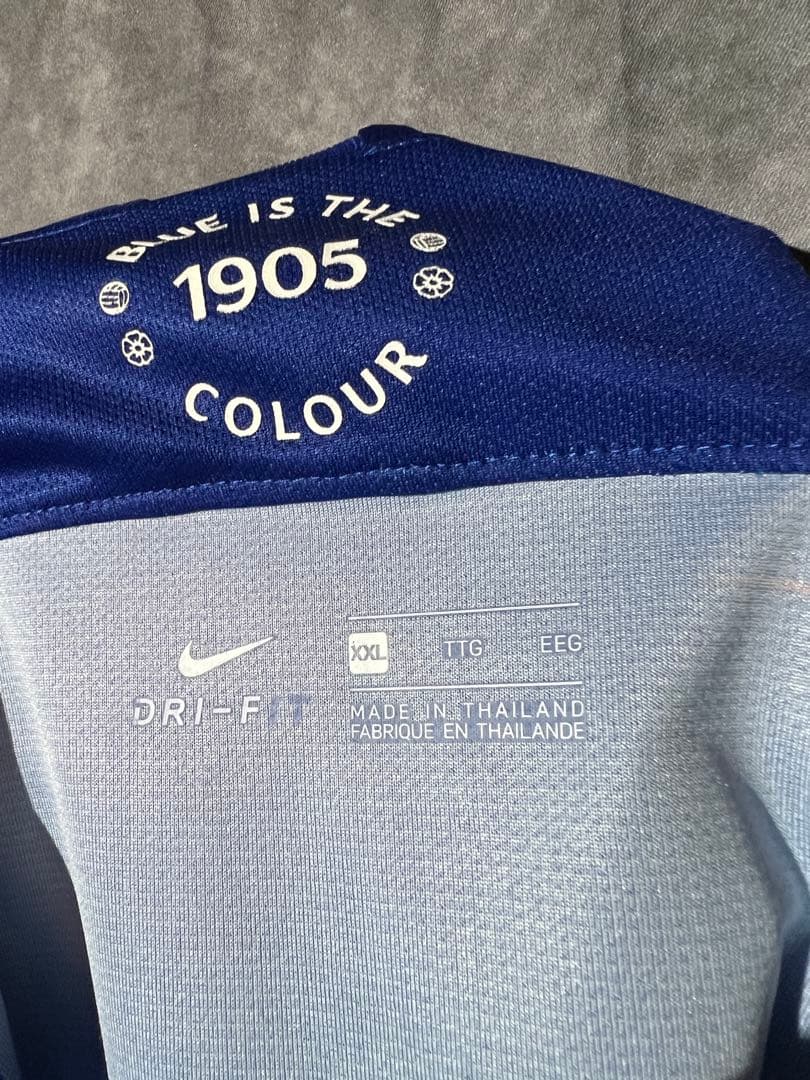 BLUE IS THE
1905
COLOUR
XXL TTG EEG
DRI-FIT
MADE IN THAILAND
FABRIQUE EN THAILANDE